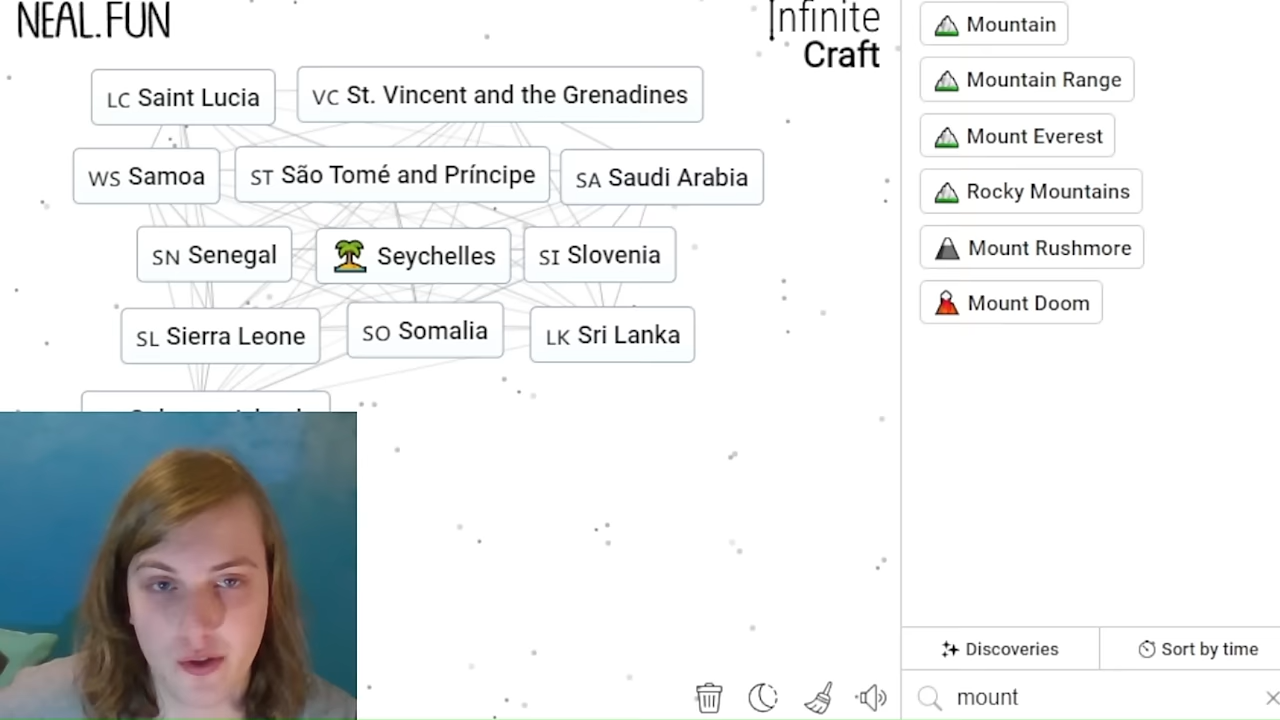 NEAL.FUN
Infinite
Craft
LC Saint Lucia
VC St. Vincent and the Grenadines
WS Samoa
ST São Tomé and Príncipe
SA Saudi Arabia
SN Senegal
Seychelles
SI Slovenia
SL Sierra Leone
SO Somalia
LK Sri Lanka
Mountain
Mountain Range
Mount Everest
Rocky Mountains
Mount Rushmore
Mount Doom
Discoveries
Sort by time
mount